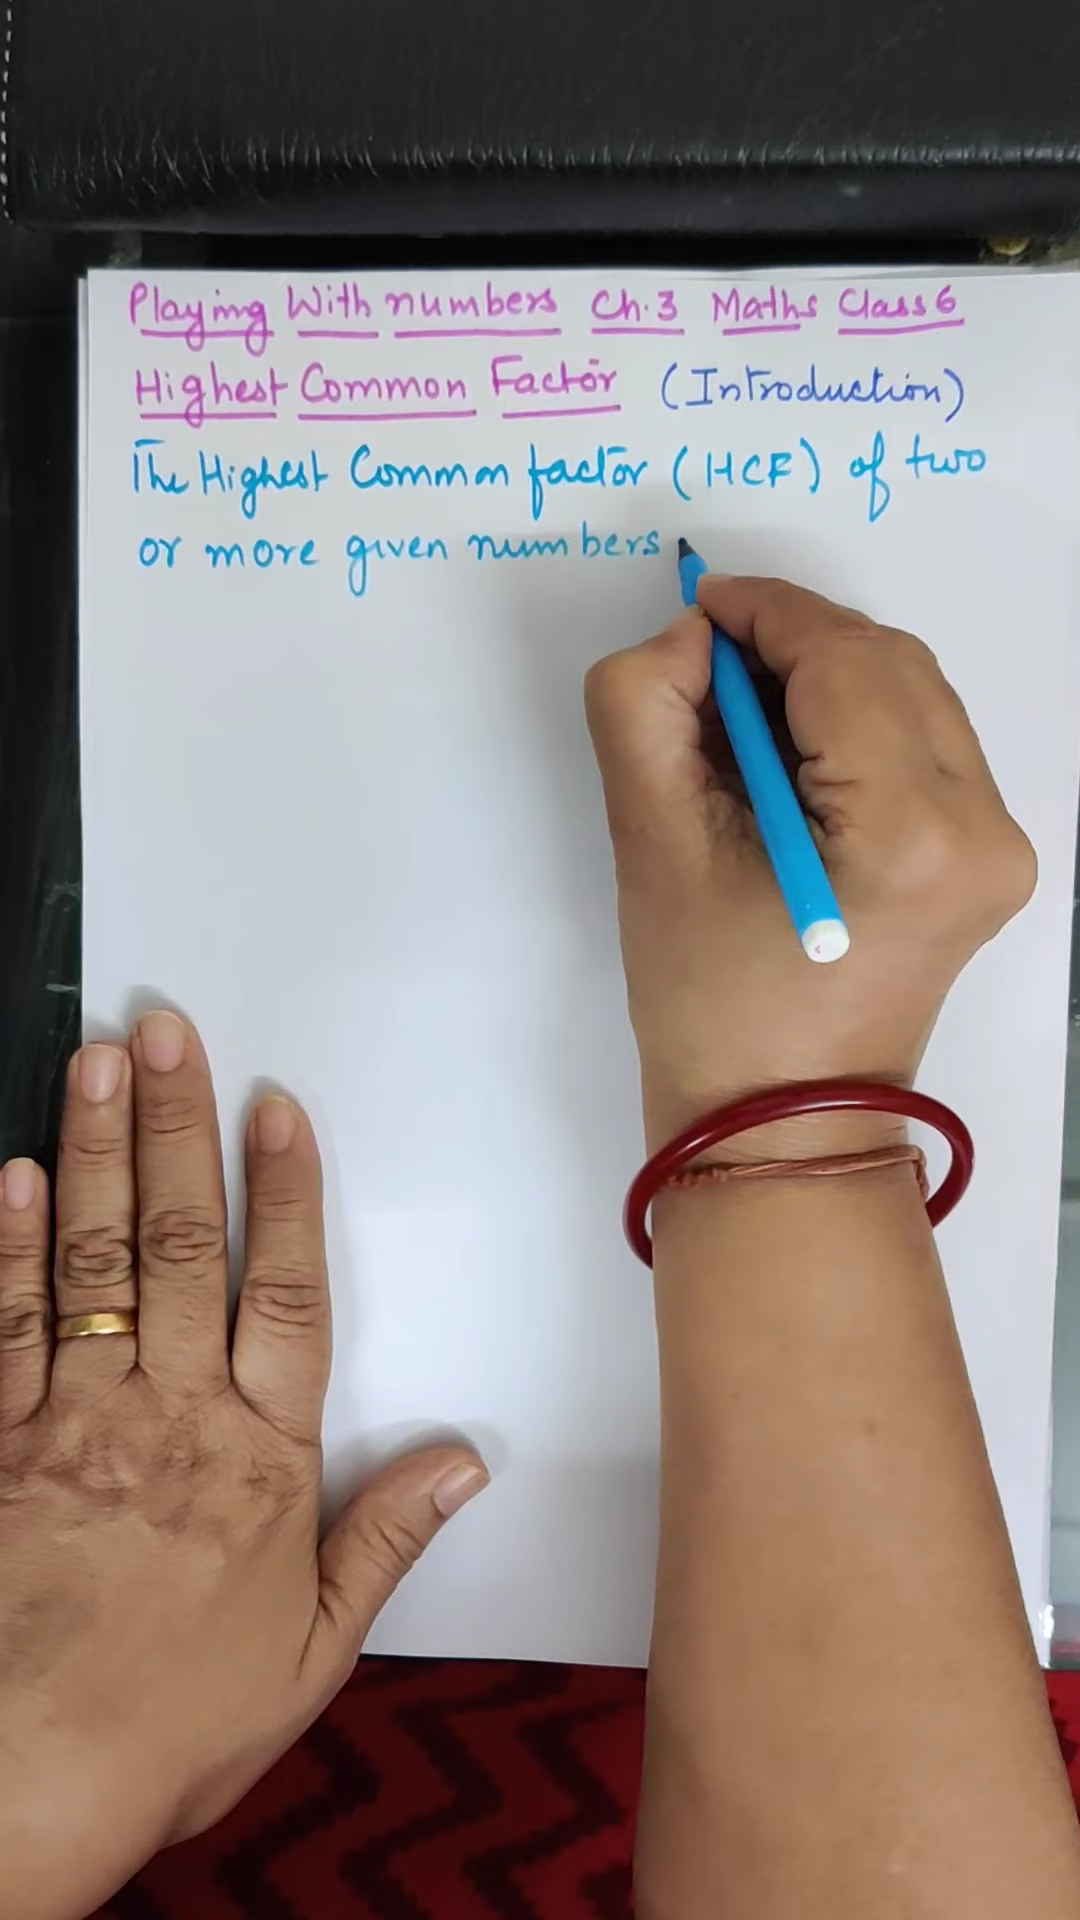 Playing With numbers Ch.3 Maths Class 6
Highest Common Factor (Introduction)
The Highest Common factor (HCF) of two
or more given numbers